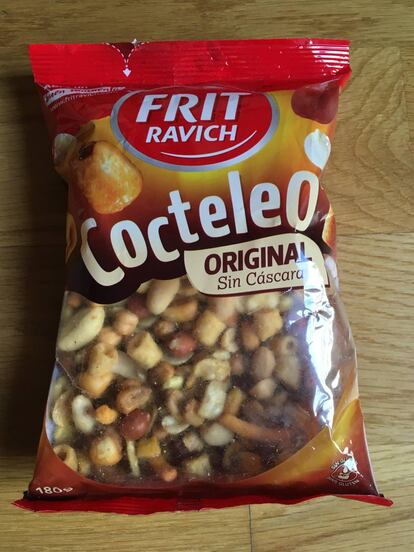 FRIT
RAVICH
Cocteleo
ORIGINAL
Sin Cáscara
180g